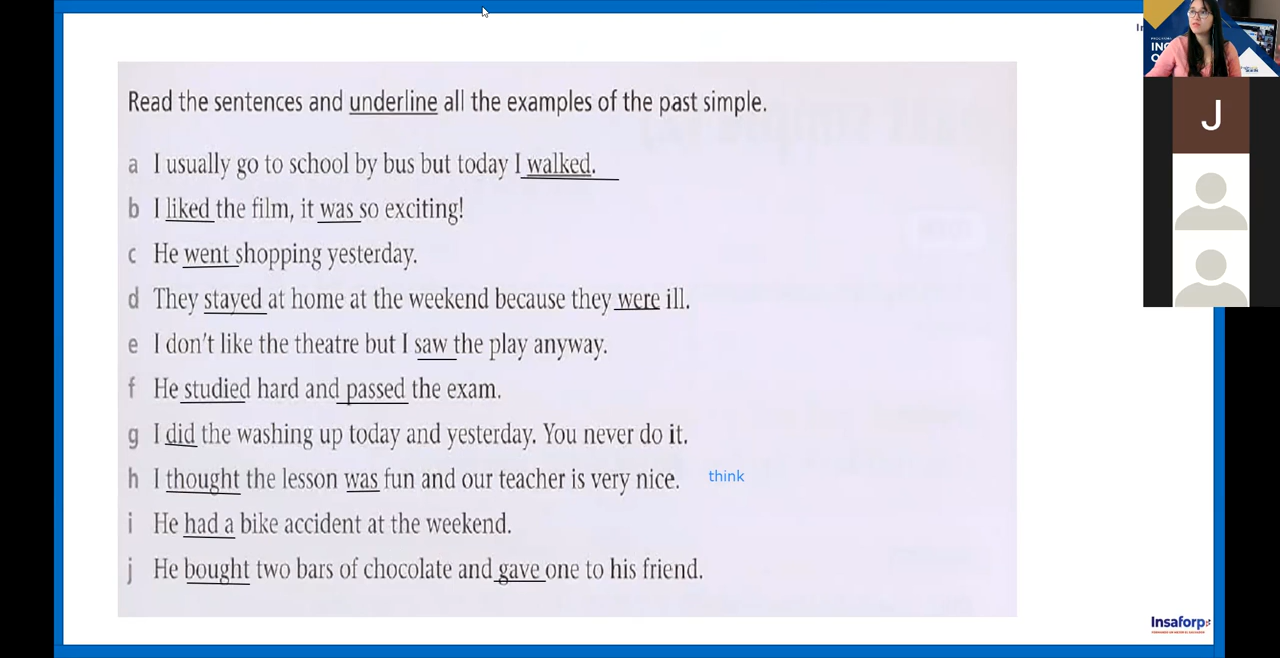 Read the sentences and underline all the examples of the past simple.
a I usually go to school by bus but today I walked.
b I liked the film, it was so exciting!
c He went shopping yesterday.
d They stayed at home at the weekend because they were ill.
e I don't like the theatre but I saw the play anyway.
f He studied hard and passed the exam.
g I did the washing up today and yesterday. You never do it.
h I thought the lesson was fun and our teacher is very nice. think
i He had a bike accident at the weekend.
j He bought two bars of chocolate and gave one to his friend.
J
Insaforp